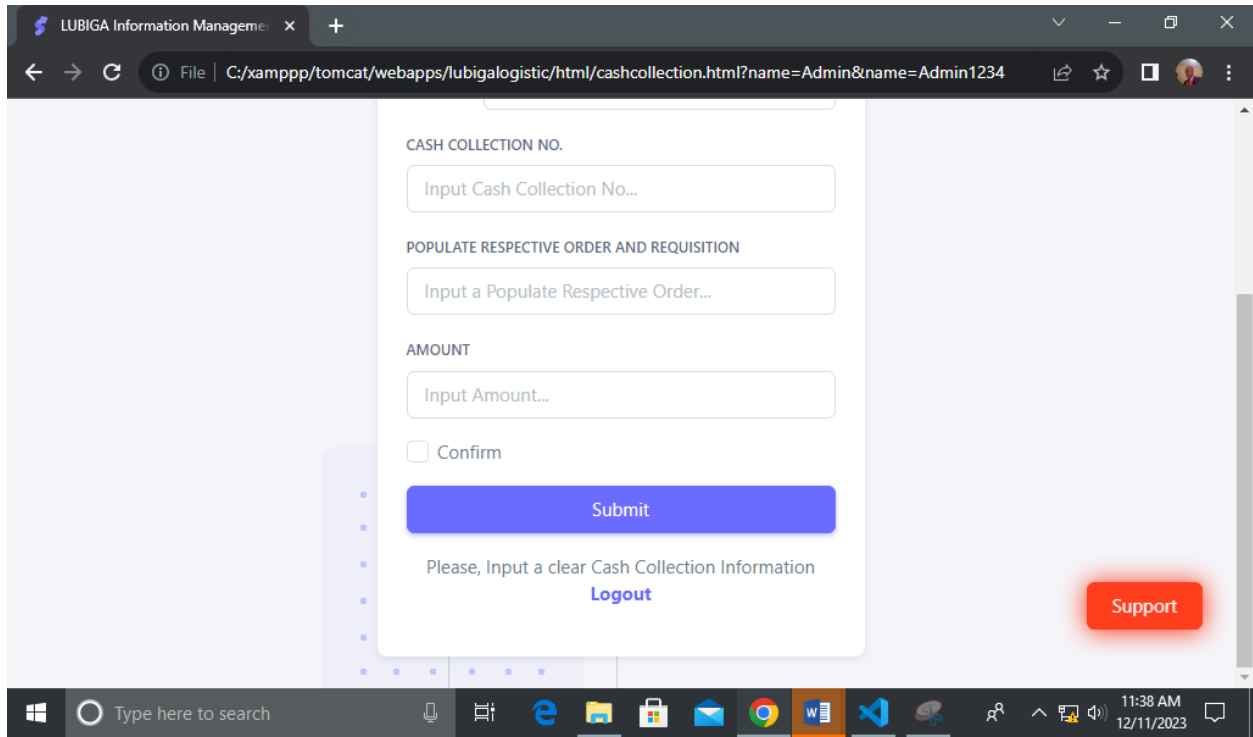 LUBIGA Information Managemer
File
C:/xamppp/tomcat/webapps/lubigalogistic/html/cashcollection.html?name=Admin&name=Admin1234
CASH COLLECTION NO.
Input Cash Collection No...
POPULATE RESPECTIVE ORDER AND REQUISITION
Input a Populate Respective Order...
AMOUNT
Input Amount...
Confirm
Submit
Please, Input a clear Cash Collection Information
Logout
Support
Type here to search
11:38 AM
12/11/2023